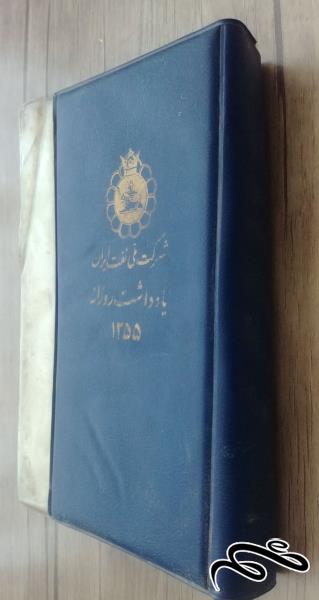 شرکت ملی نفت ایران
یادداشت روزانه
۱۳۵۵